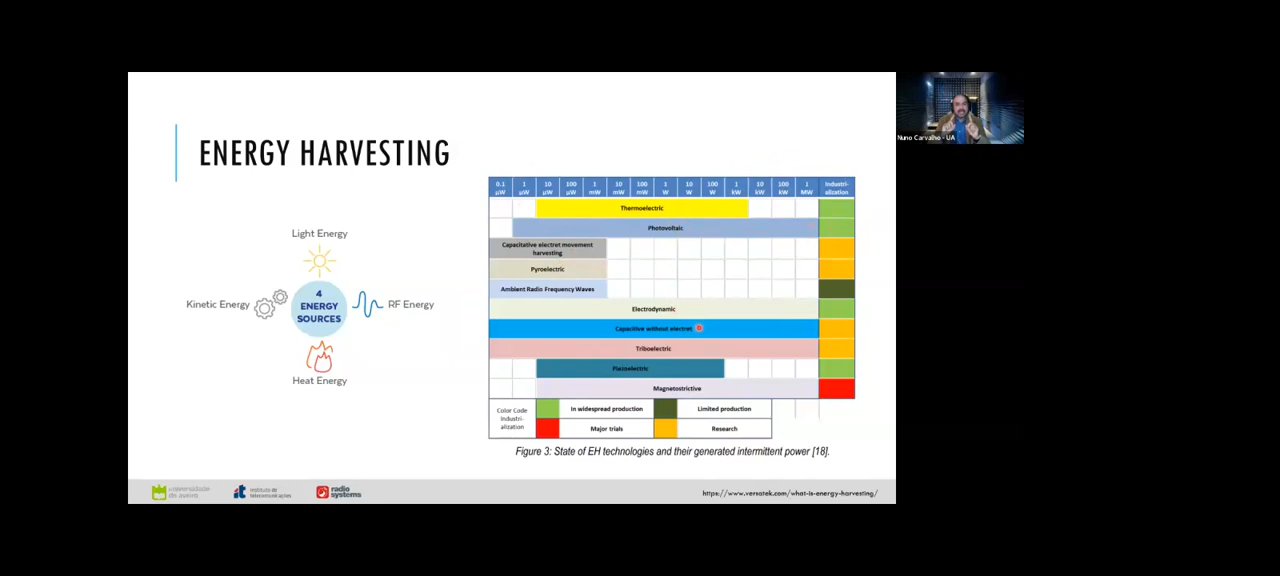 ENERGY HARVESTING
Light Energy
Kinetic Energy
4
ENERGY
SOURCES
RF Energy
Heat Energy
0.1 µW 1 µW 10 µW 100 µW 1 mW 10 mW 100 mW 1 W 10 W 100 W 1 kW 10 kW 100 kW 1 MW Industri-alization
Thermoelectric
Photovoltaic
Capacitative electret movement
harvesting
Pyroelectric
Ambient Radio Frequency Waves
Electrodynamic
Capacitive without electret
Triboelectric
Piezoelectric
Magnetostrictive
Color Code
Industri-
alization
In widespread production
Limited production
Major trials
Research
Figure 3: State of EH technologies and their generated intermittent power [18].
universidade
de aveiro
it
instituto de
telecomunicações
radio
systems
https://www.versatek.com/what-is-energy-harvesting/
Nuno Carvalho - UA